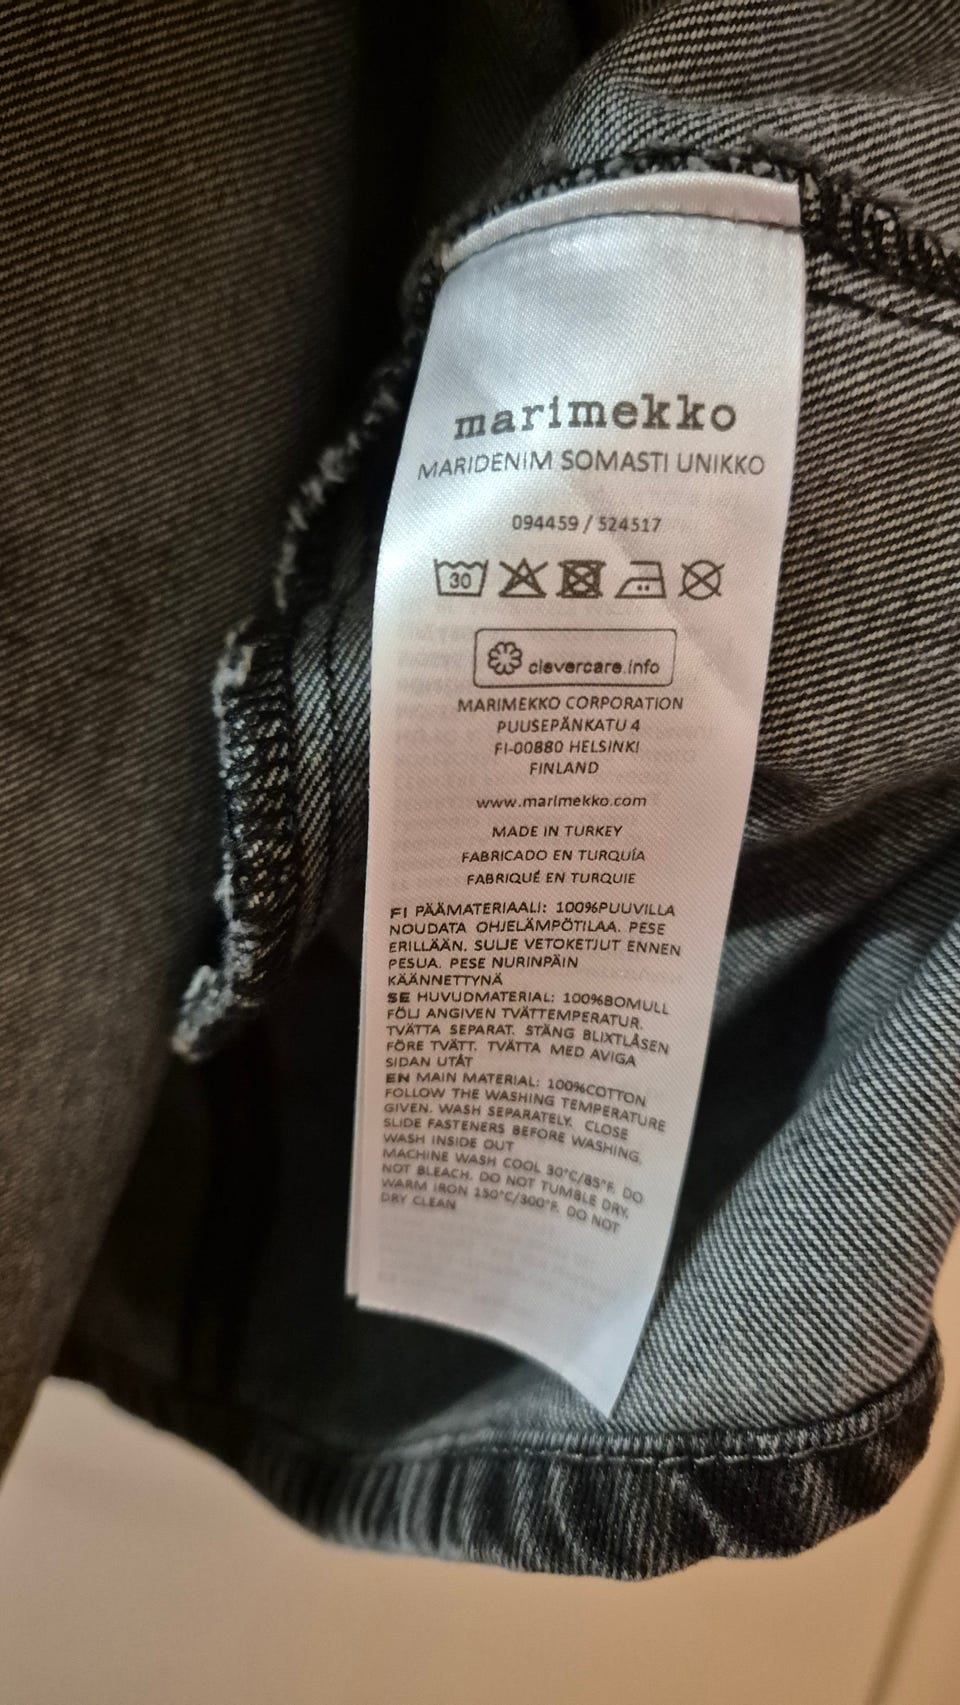 marimekko
MARIDENIM SOMASTI UNIKKO
094459 / 524517
30
clevercare.info
MARIMEKKO CORPORATION
PUUSEPÄNKATU 4
FI-00880 HELSINKI
FINLAND
www.marimekko.com
MADE IN TURKEY
FABRICADO EN TURQUÍA
FABRIQUÉ EN TURQUIE
FI PÄÄMATERIAALI: 100%PUUVILLA
NOUDATA OHJELÄMPÖTILAA. PESE
ERILLÄÄN. SULJE VETOKETJUT ENNEN
PESUA. PESE NURINPÄIN
KÄÄNNETTYNÄ
SE HUVUDMATERIAL: 100%BOMULL
FÖLJ ANGIVEN TVÄTTEMPERATUR.
TVÄTTA SEPARAT. STÄNG BLIXTLÅSEN
FÖRE TVÄTT. TVÄTTA MED AVIGA
SIDAN UTÅT
EN MAIN MATERIAL: 100%COTTON
FOLLOW THE WASHING TEMPERATURE
GIVEN. WASH SEPARATELY. CLOSE
SLIDE FASTENERS BEFORE WASHING.
WASH INSIDE OUT
MACHINE WASH COOL 30°C/85°F. DO
NOT BLEACH. DO NOT TUMBLE DRY.
WARM IRON 150°C/300°F. DO NOT
DRY CLEAN